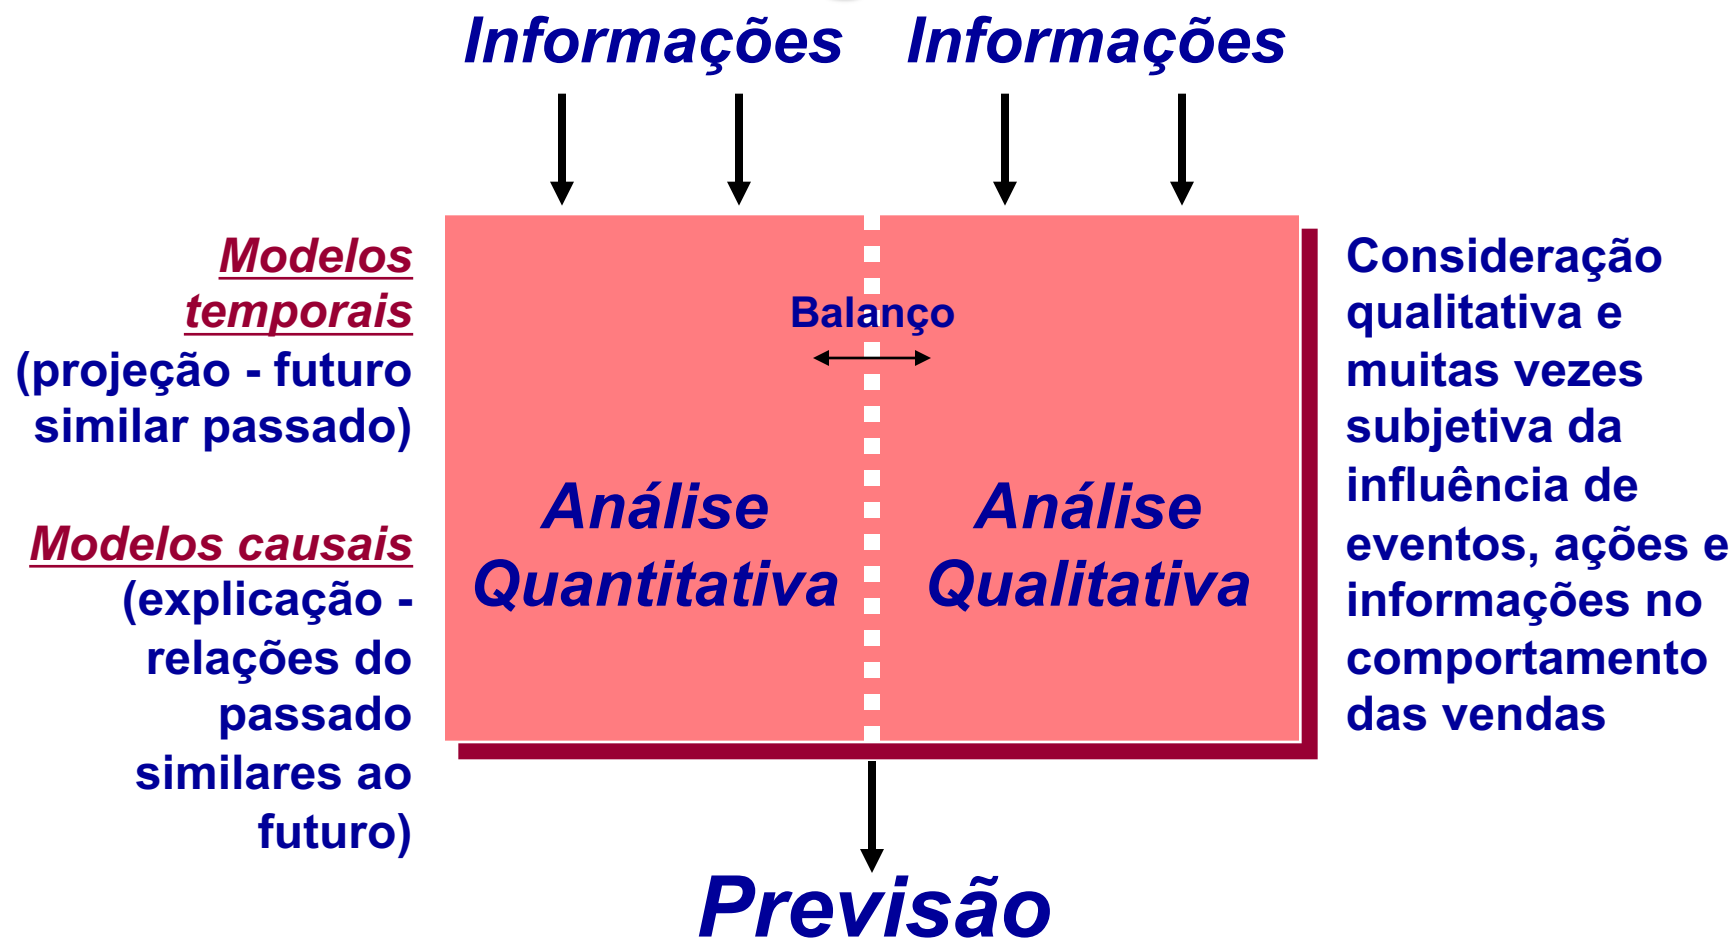 Informações Informações
Modelos
temporais
(projeção - futuro
similar passado)
Modelos causais
(explicação -
relações do
passado
similares ao
futuro)
Balanço
Análise
Quantitativa
Análise
Qualitativa
Consideração
qualitativa e
muitas vezes
subjetiva da
influência de
eventos, ações e
informações no
comportamento
das vendas
Previsão